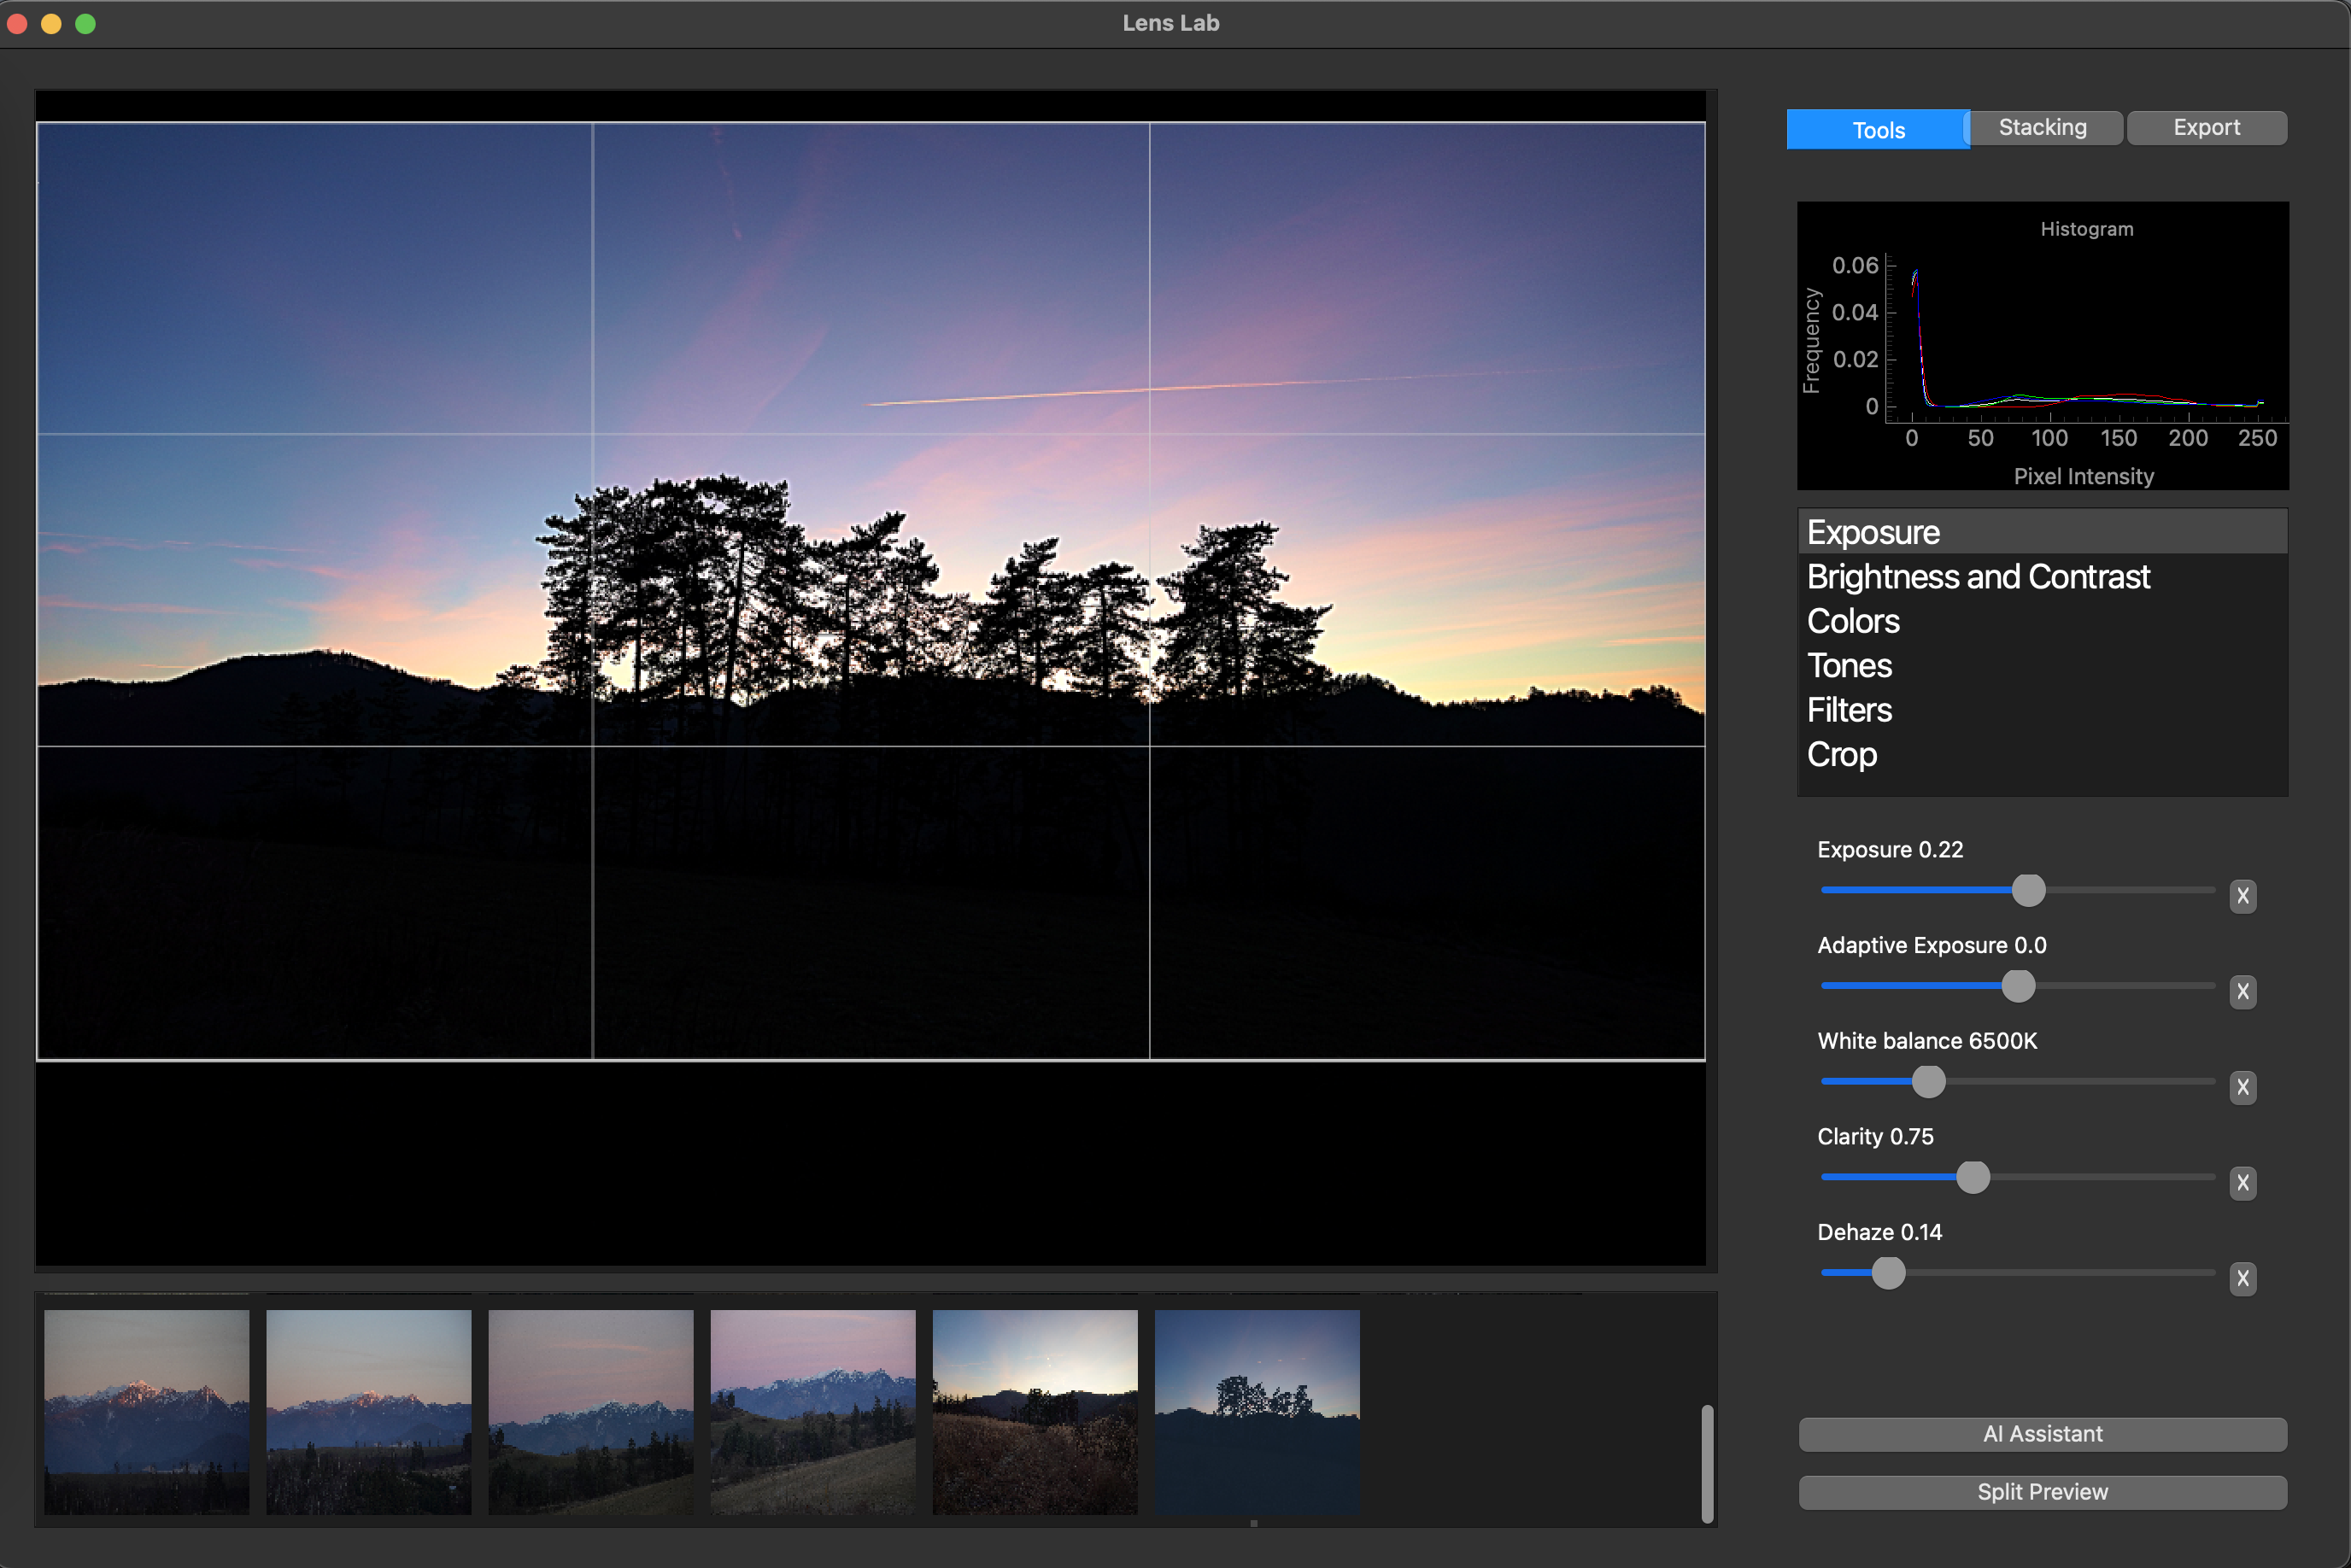 Lens Lab
Tools Stacking Export
Histogram
0.06
0.04
0.02
0
Frequency
0 50 100 150 200 250
Pixel Intensity
Exposure
Brightness and Contrast
Colors
Tones
Filters
Crop
Exposure 0.22
X
Adaptive Exposure 0.0
X
White balance 6500K
X
Clarity 0.75
X
Dehaze 0.14
X
AI Assistant
Split Preview